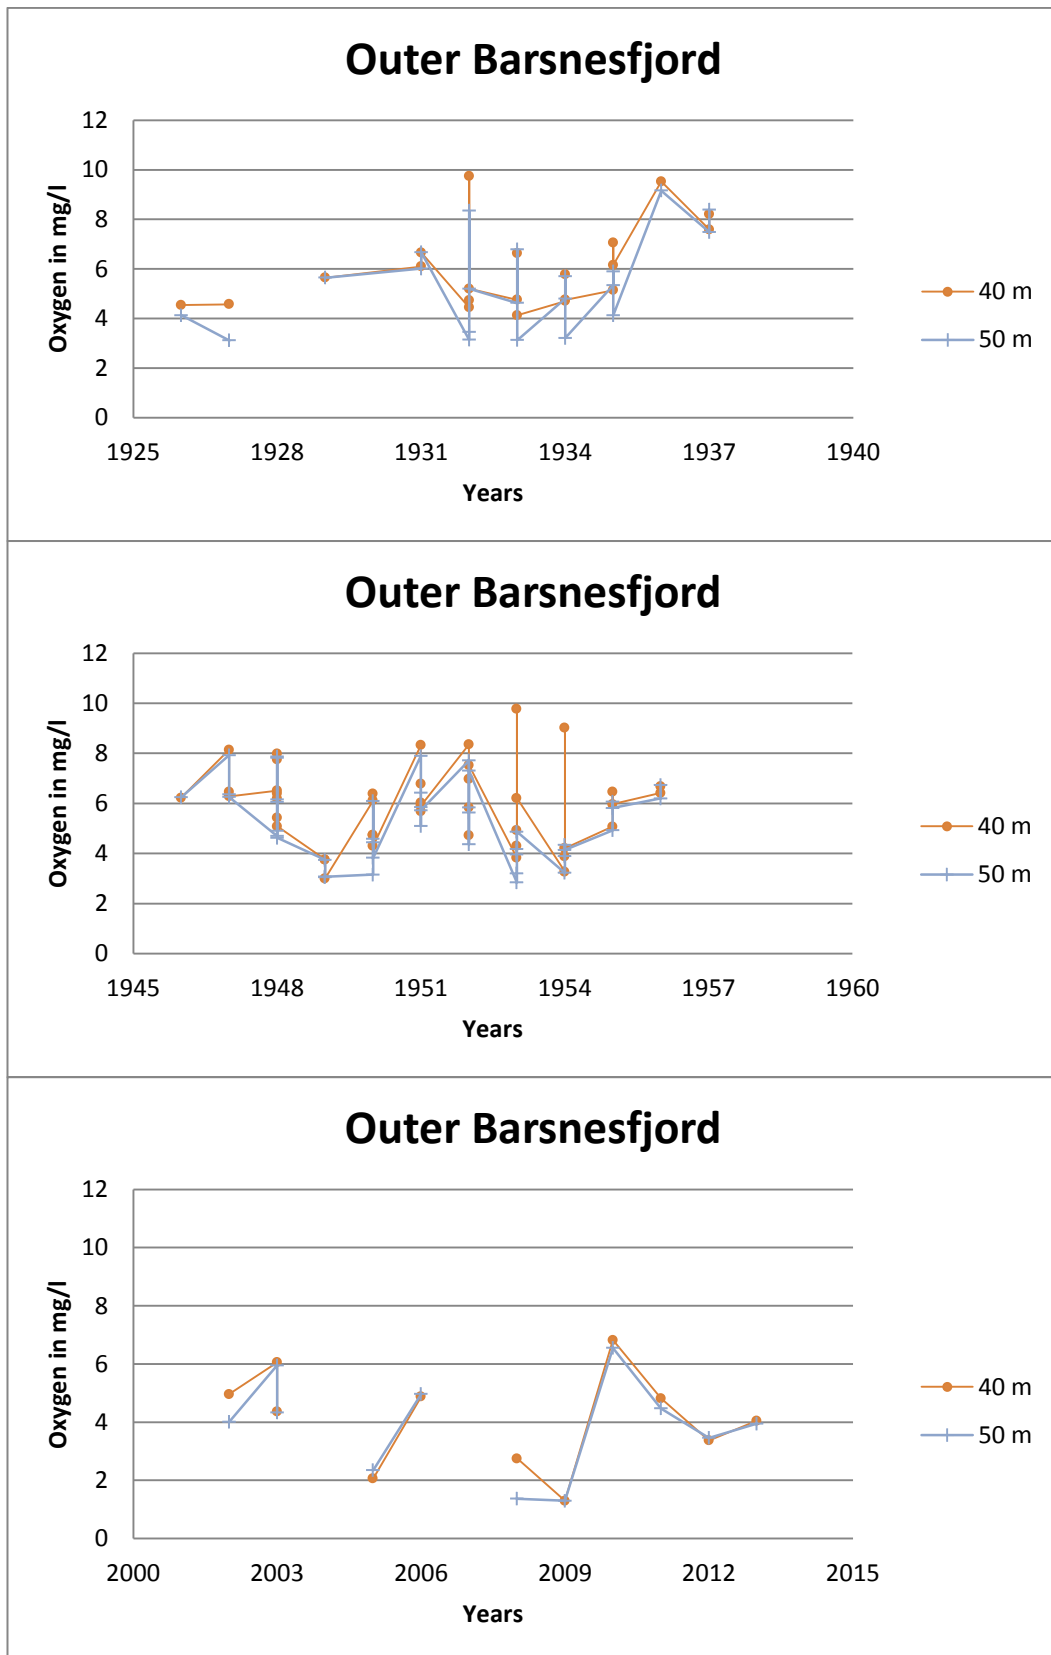 Outer Barsnesfjord
12
10
8
6
4
2
0
Oxygen in mg/l
1925 1928 1931 1934 1937 1940
Years
40 m
50 m
Outer Barsnesfjord
12
10
8
6
4
2
0
Oxygen in mg/l
1945 1948 1951 1954 1957 1960
Years
40 m
50 m
Outer Barsnesfjord
12
10
8
6
4
2
0
Oxygen in mg/l
2000 2003 2006 2009 2012 2015
Years
40 m
50 m